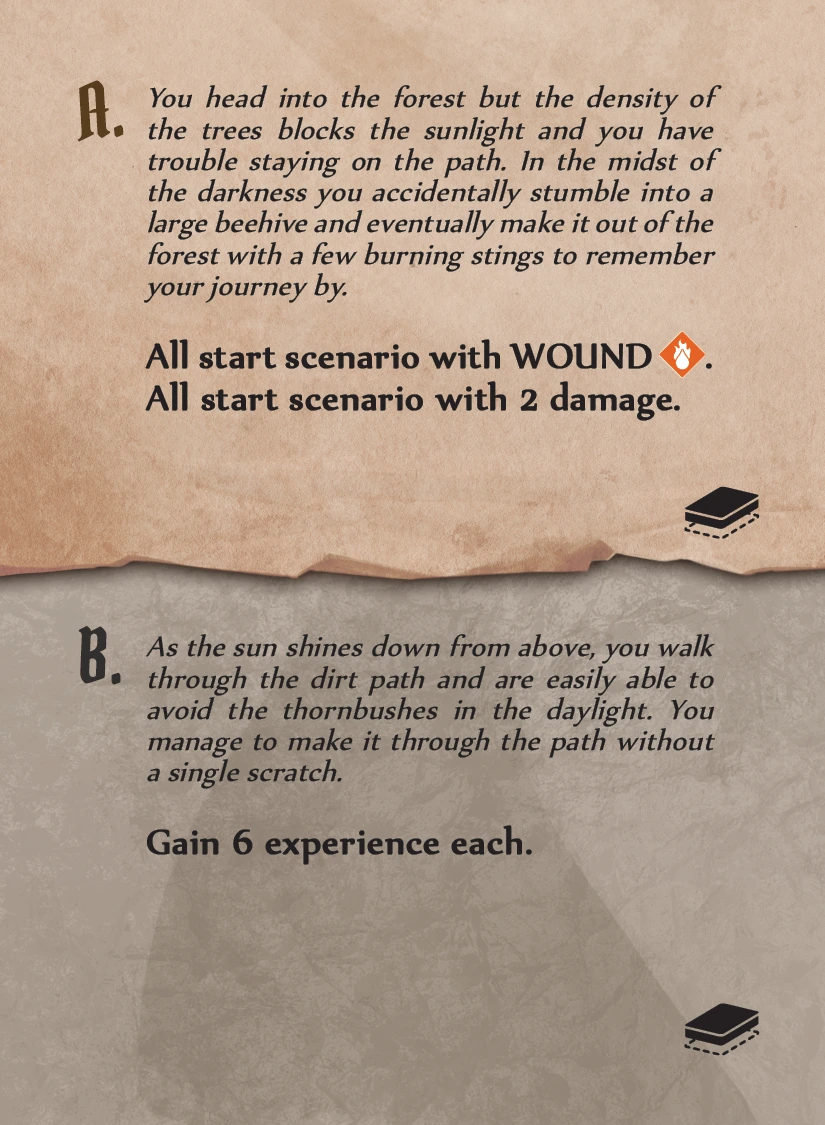 A.
You head into the forest but the density of
the trees blocks the sunlight and you have
trouble staying on the path. In the midst of
the darkness you accidentally stumble into a
large beehive and eventually make it out of the
forest with a few burning stings to remember
your journey by.
All start scenario with WOUND.
All start scenario with 2 damage.
B.
As the sun shines down from above, you walk
through the dirt path and are easily able to
avoid the thornbushes in the daylight. You
manage to make it through the path without
a single scratch.
Gain 6 experience each.